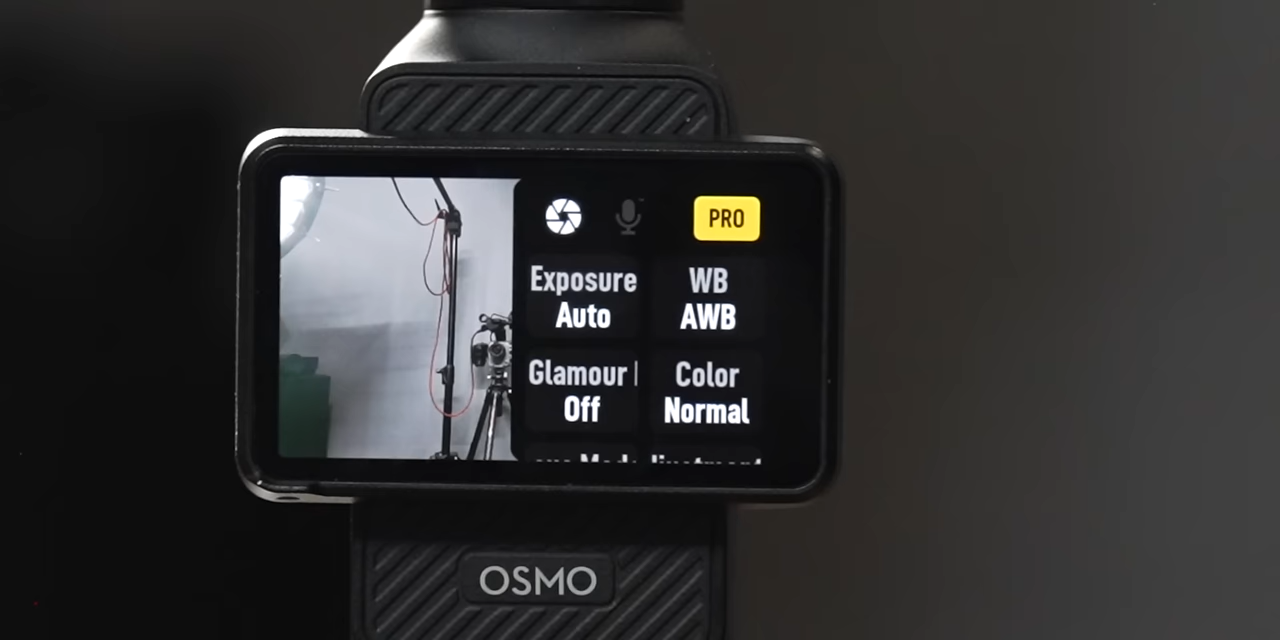 PRO
Exposure
Auto
WB
AWB
Glamour
Off
Color
Normal
OSMO